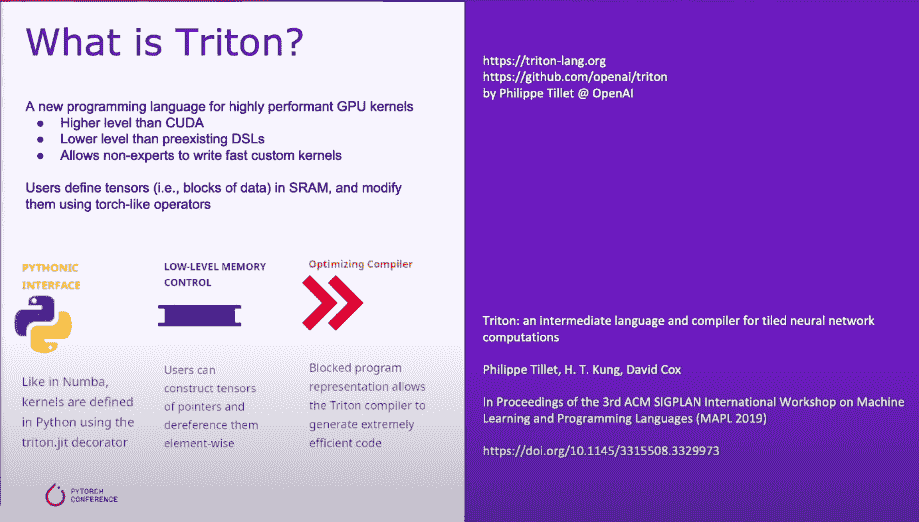 What is Triton?
A new programming language for highly performant GPU kernels
● Higher level than CUDA
● Lower level than preexisting DSLs
● Allows non-experts to write fast custom kernels
Users define tensors (i.e., blocks of data) in SRAM, and modify
them using torch-like operators
PYTHONIC
INTERFACE
Like in Numba,
kernels are defined
in Python using the
triton.jit decorator
LOW-LEVEL MEMORY
CONTROL
Users can
construct tensors
of pointers and
dereference them
element-wise
Optimizing Compiler
Blocked program
representation allows
the Triton compiler to
generate extremely
efficient code
PYTORCH
CONFERENCE
https://triton-lang.org
https://github.com/openai/triton
by Philippe Tillet @ OpenAI
Triton: an intermediate language and compiler for tiled neural network
computations
Philippe Tillet, H. T. Kung, David Cox
In Proceedings of the 3rd ACM SIGPLAN International Workshop on Machine
Learning and Programming Languages (MAPL 2019)
https://doi.org/10.1145/3315508.3329973